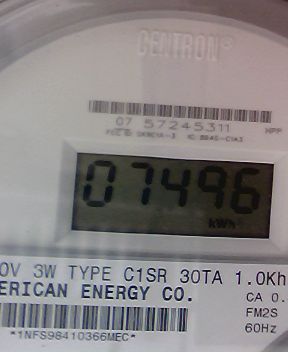 CENTRON®
07 57245311
HPP
07496
kWh
0V 3W TYPE C1SR 30TA 1.0Kh
ERICAN ENERGY CO.
CA 0.
FM2S
60Hz
*1NFS98410366MEC*